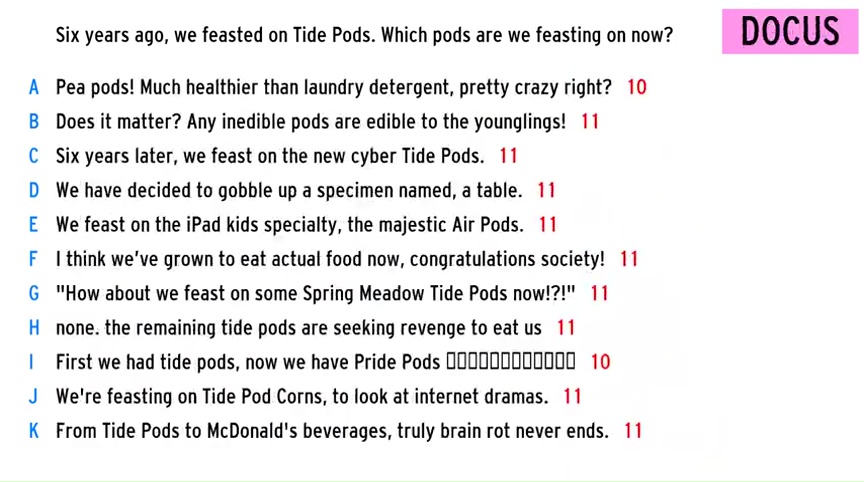 Six years ago, we feasted on Tide Pods. Which pods are we feasting on now?
DOCUS
A Pea pods! Much healthier than laundry detergent, pretty crazy right? 10
B Does it matter? Any inedible pods are edible to the younglings! 11
C Six years later, we feast on the new cyber Tide Pods. 11
D We have decided to gobble up a specimen named, a table. 11
E We feast on the iPad kids specialty, the majestic Air Pods. 11
F I think we've grown to eat actual food now, congratulations society! 11
G "How about we feast on some Spring Meadow Tide Pods now!?!" 11
H none. the remaining tide pods are seeking revenge to eat us 11
I First we had tide pods, now we have Pride Pods 10
J We're feasting on Tide Pod Corns, to look at internet dramas. 11
K From Tide Pods to McDonald's beverages, truly brain rot never ends. 11